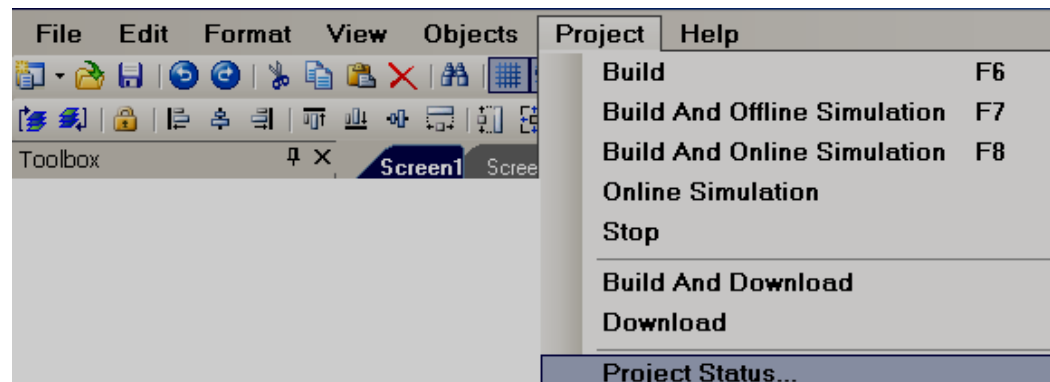 File Edit Format View Objects Project Help
Build F6
Build And Offline Simulation F7
Build And Online Simulation F8
Online Simulation
Stop
Build And Download
Download
Project Status...
Toolbox
Screen1 Scree